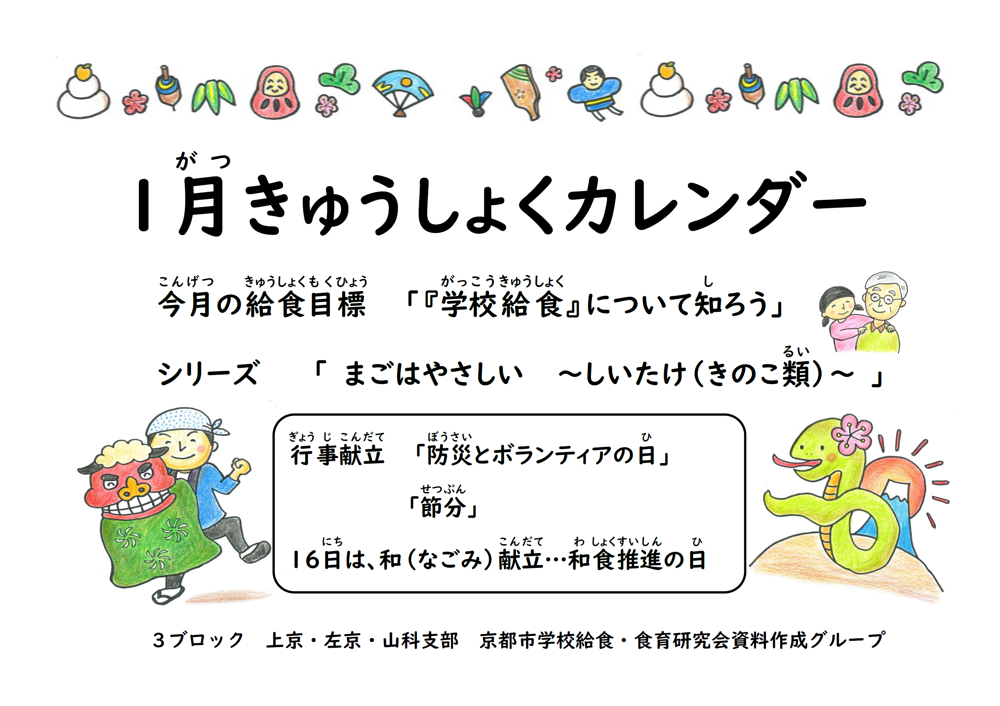 がつ
1月きゅうしょくカレンダー
こんげつ きゅうしょくもくひょう がっこうきゅうしょく し
今月の給食目標 「『学校給食』について知ろう」
るい
シリーズ 「 まごはやさしい ~しいたけ(きのこ類)~ 」
ぎょうじこんだて ぼうさい ひ
行事献立 「防災とボランティアの日」
せつぶん
「節分」
にち こんだて わしょくすいしん ひ
16日は、和(なごみ)献立…和食推進の日
3ブロック 上京・左京・山科支部 京都市学校給食・食育研究会資料作成グループ